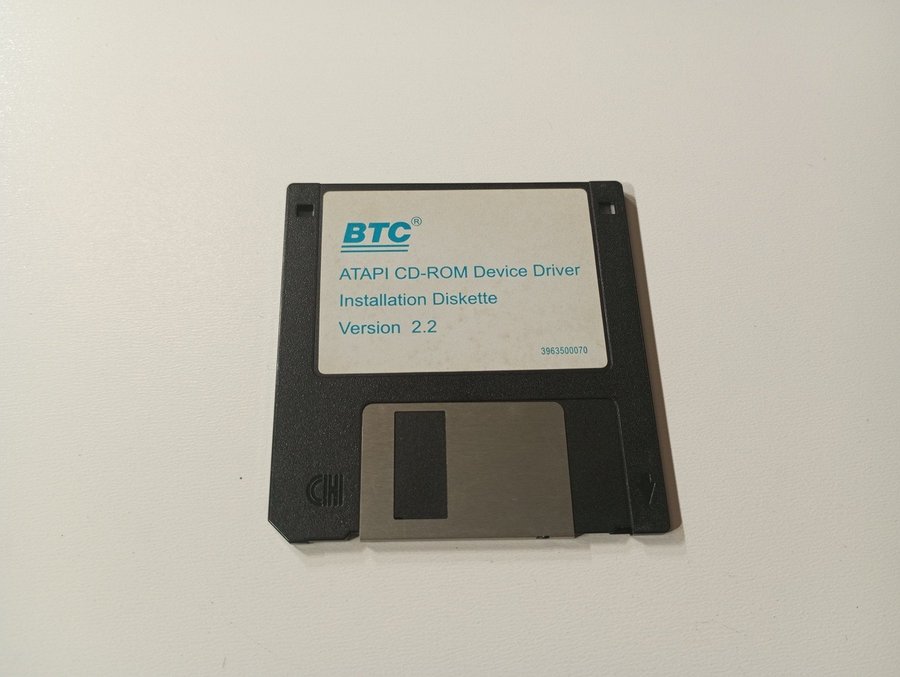 BTC®
ATAPI CD-ROM Device Driver
Installation Diskette
Version 2.2
3963500070